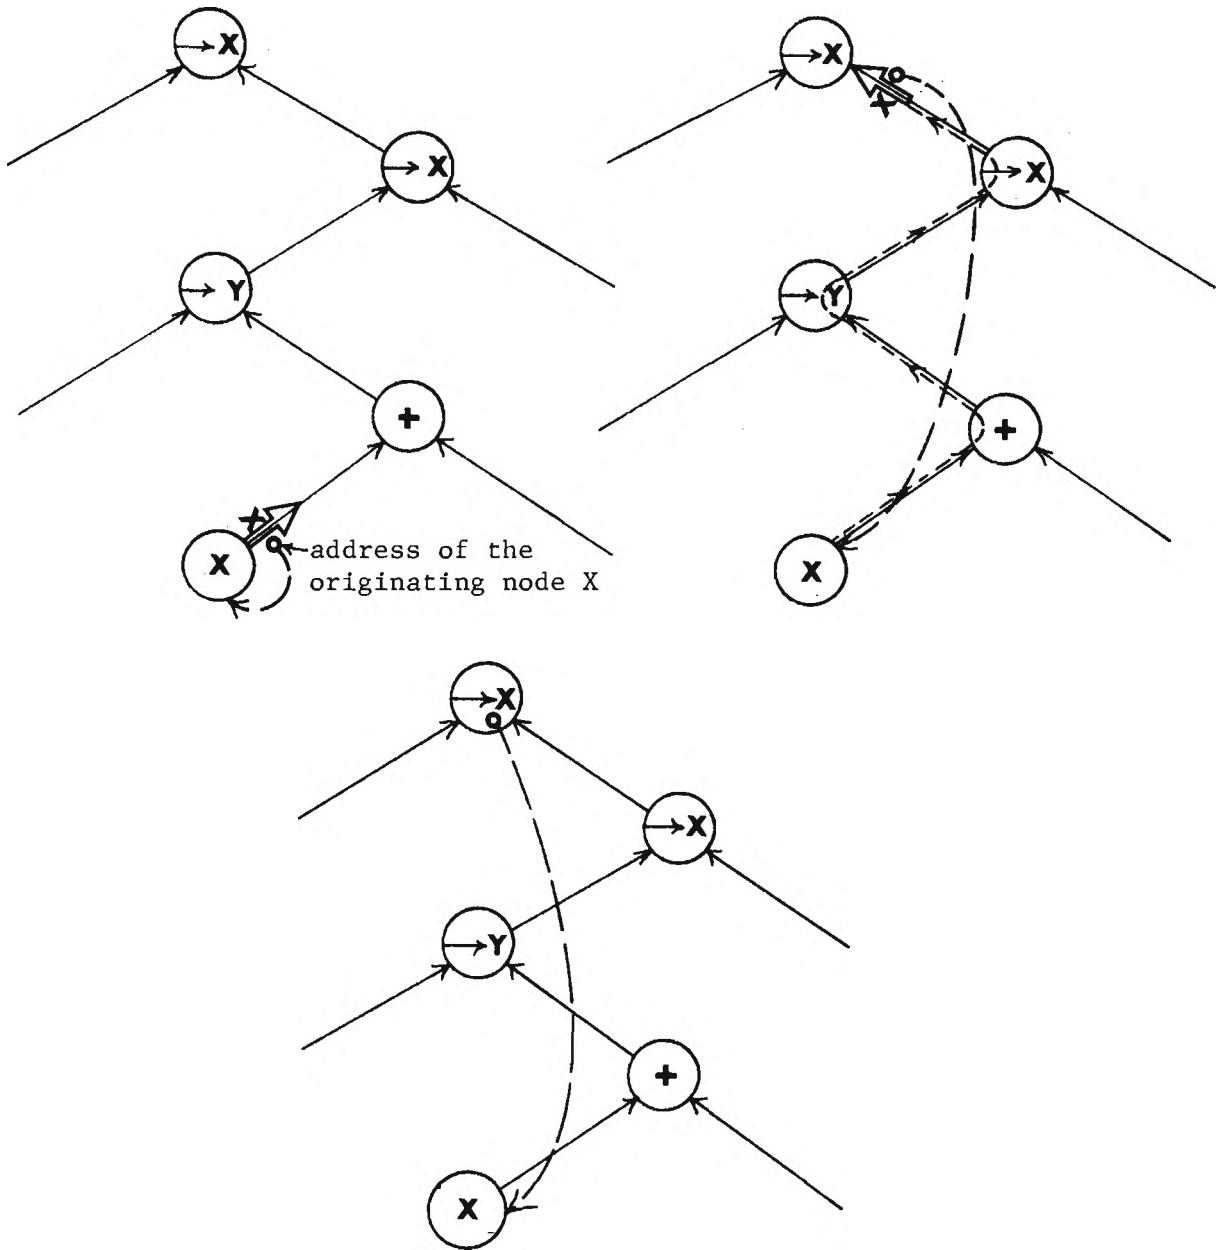 →X
→X
→X
→X
X
→Y
→Y
+
+
X
address of the
originating node X
X
X
→X
→X
→Y
+
X